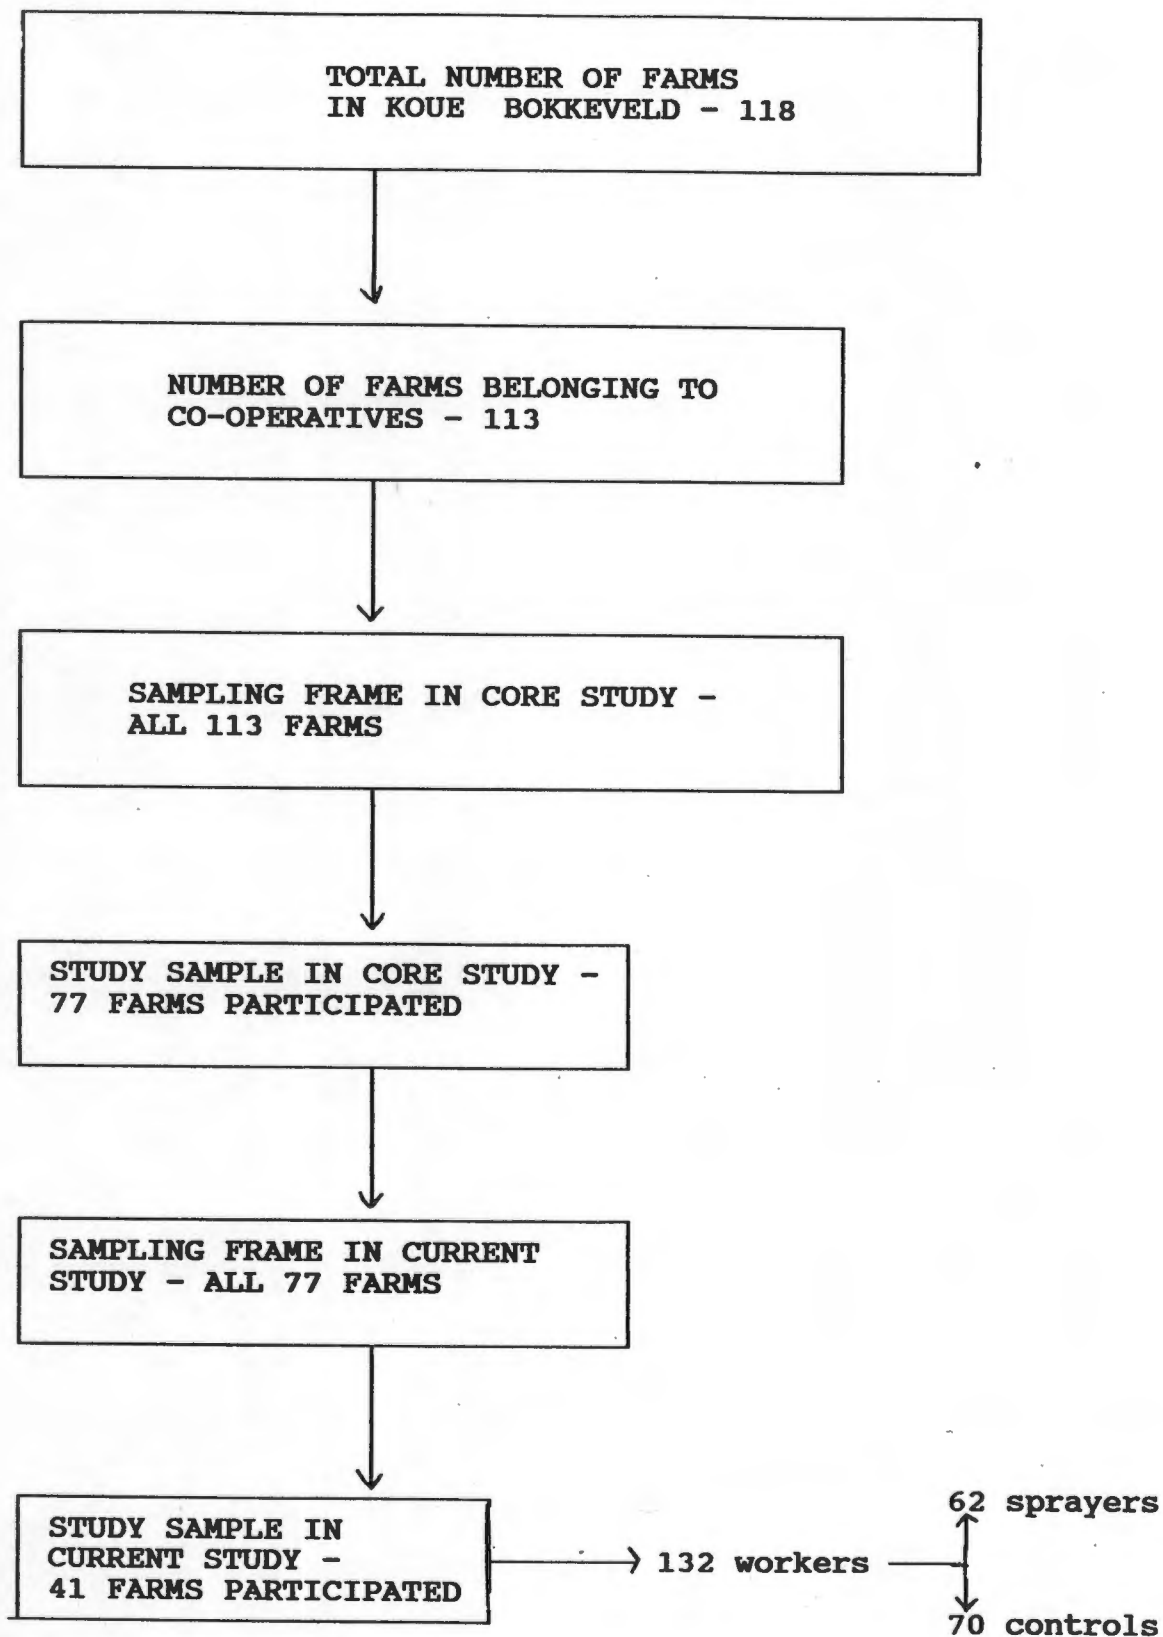 TOTAL NUMBER OF FARMS
IN KOUE BOKKEVELD - 118
NUMBER OF FARMS BELONGING TO
CO-OPERATIVES - 113
SAMPLING FRAME IN CORE STUDY -
ALL 113 FARMS
STUDY SAMPLE IN CORE STUDY -
77 FARMS PARTICIPATED
SAMPLING FRAME IN CURRENT
STUDY - ALL 77 FARMS
STUDY SAMPLE IN
CURRENT STUDY -
41 FARMS PARTICIPATED
132 workers
62 sprayers
70 controls